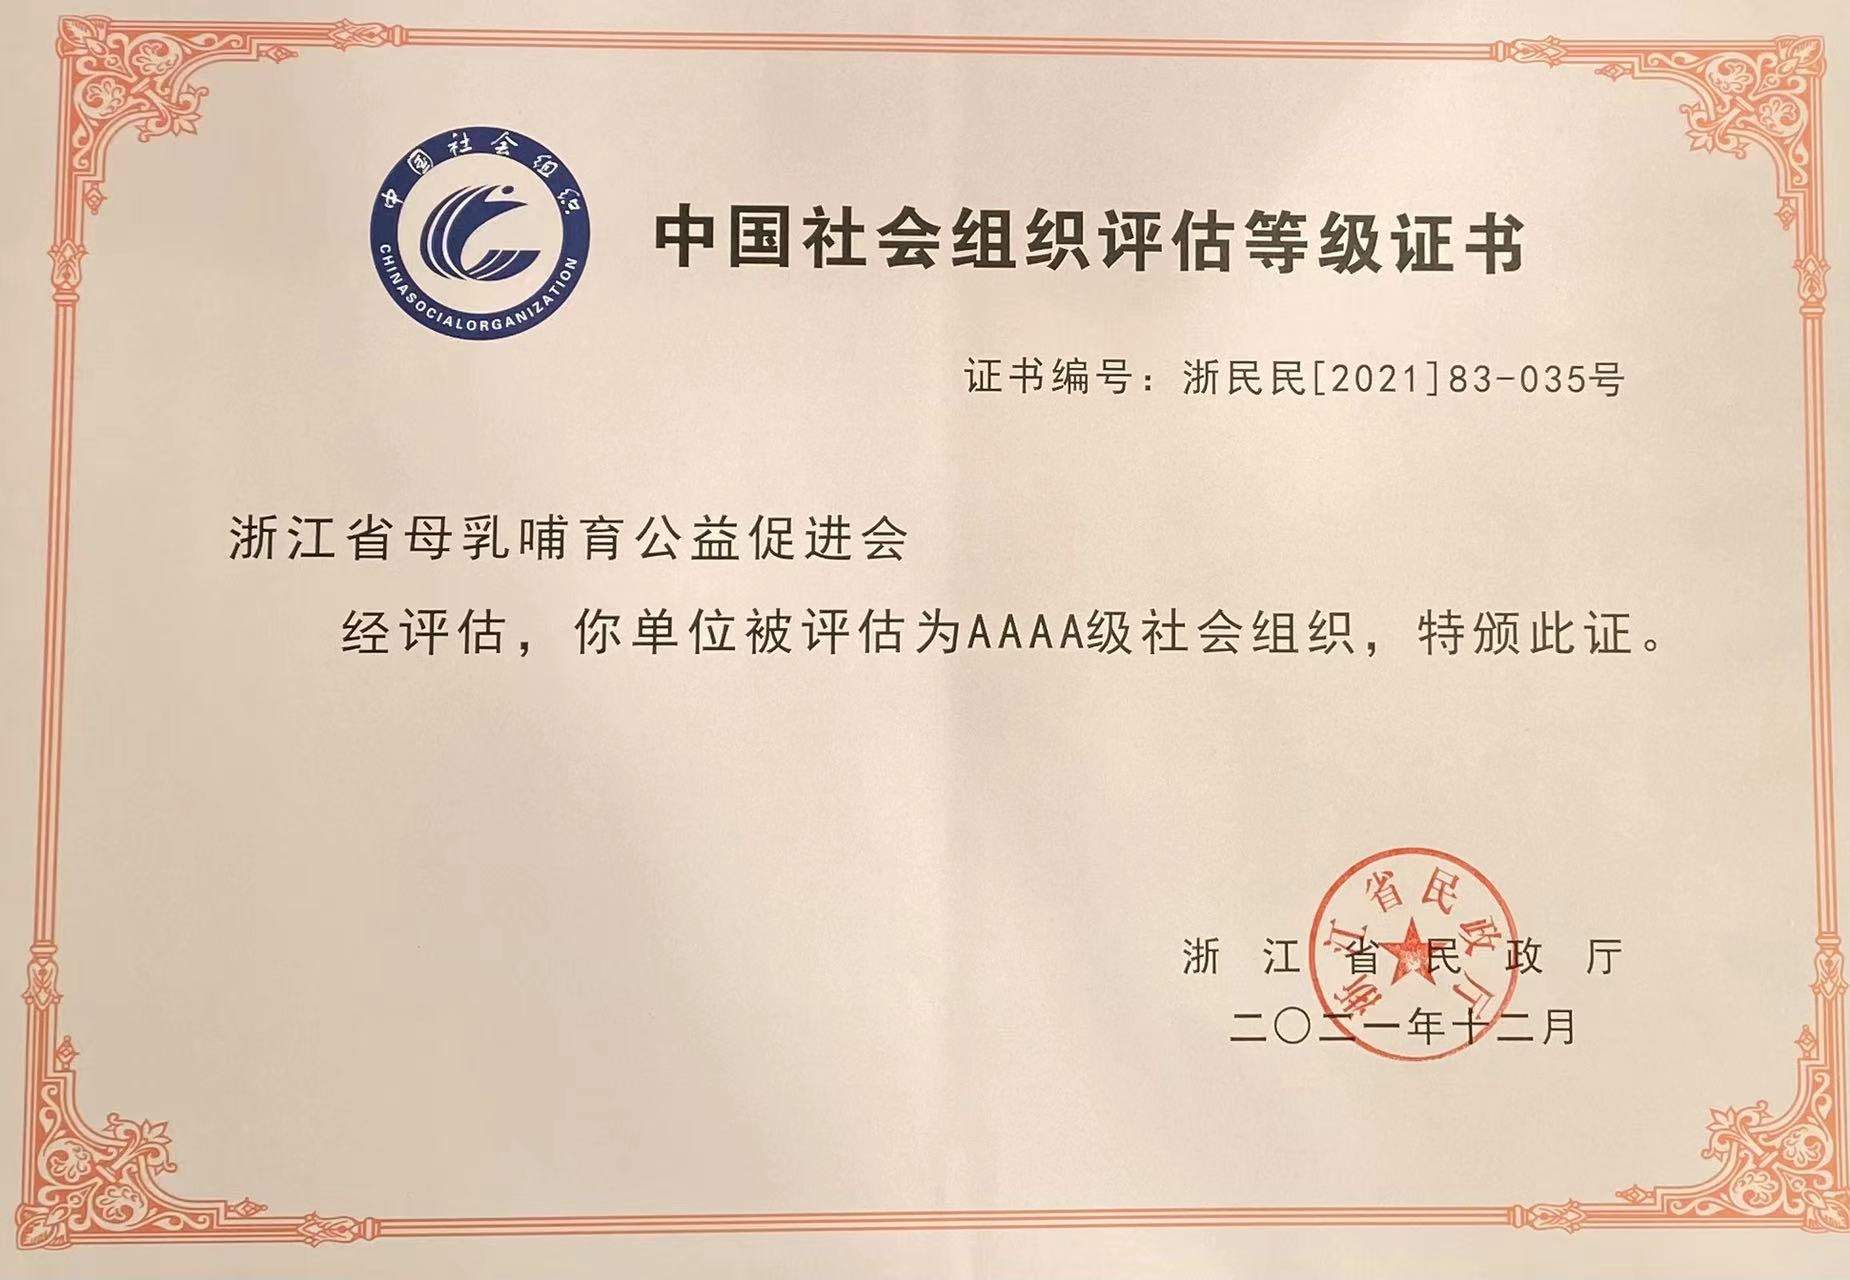 中国社会组织
CHINASOCIALORGANIZATION
中国社会组织评估等级证书
证书编号：浙民民[2021]83-035号
浙江省母乳哺育公益促进会
经评估，你单位被评估为AAAA级社会组织，特颁此证。
浙江省民政厅
二〇二一年十二月
浙江省民政厅